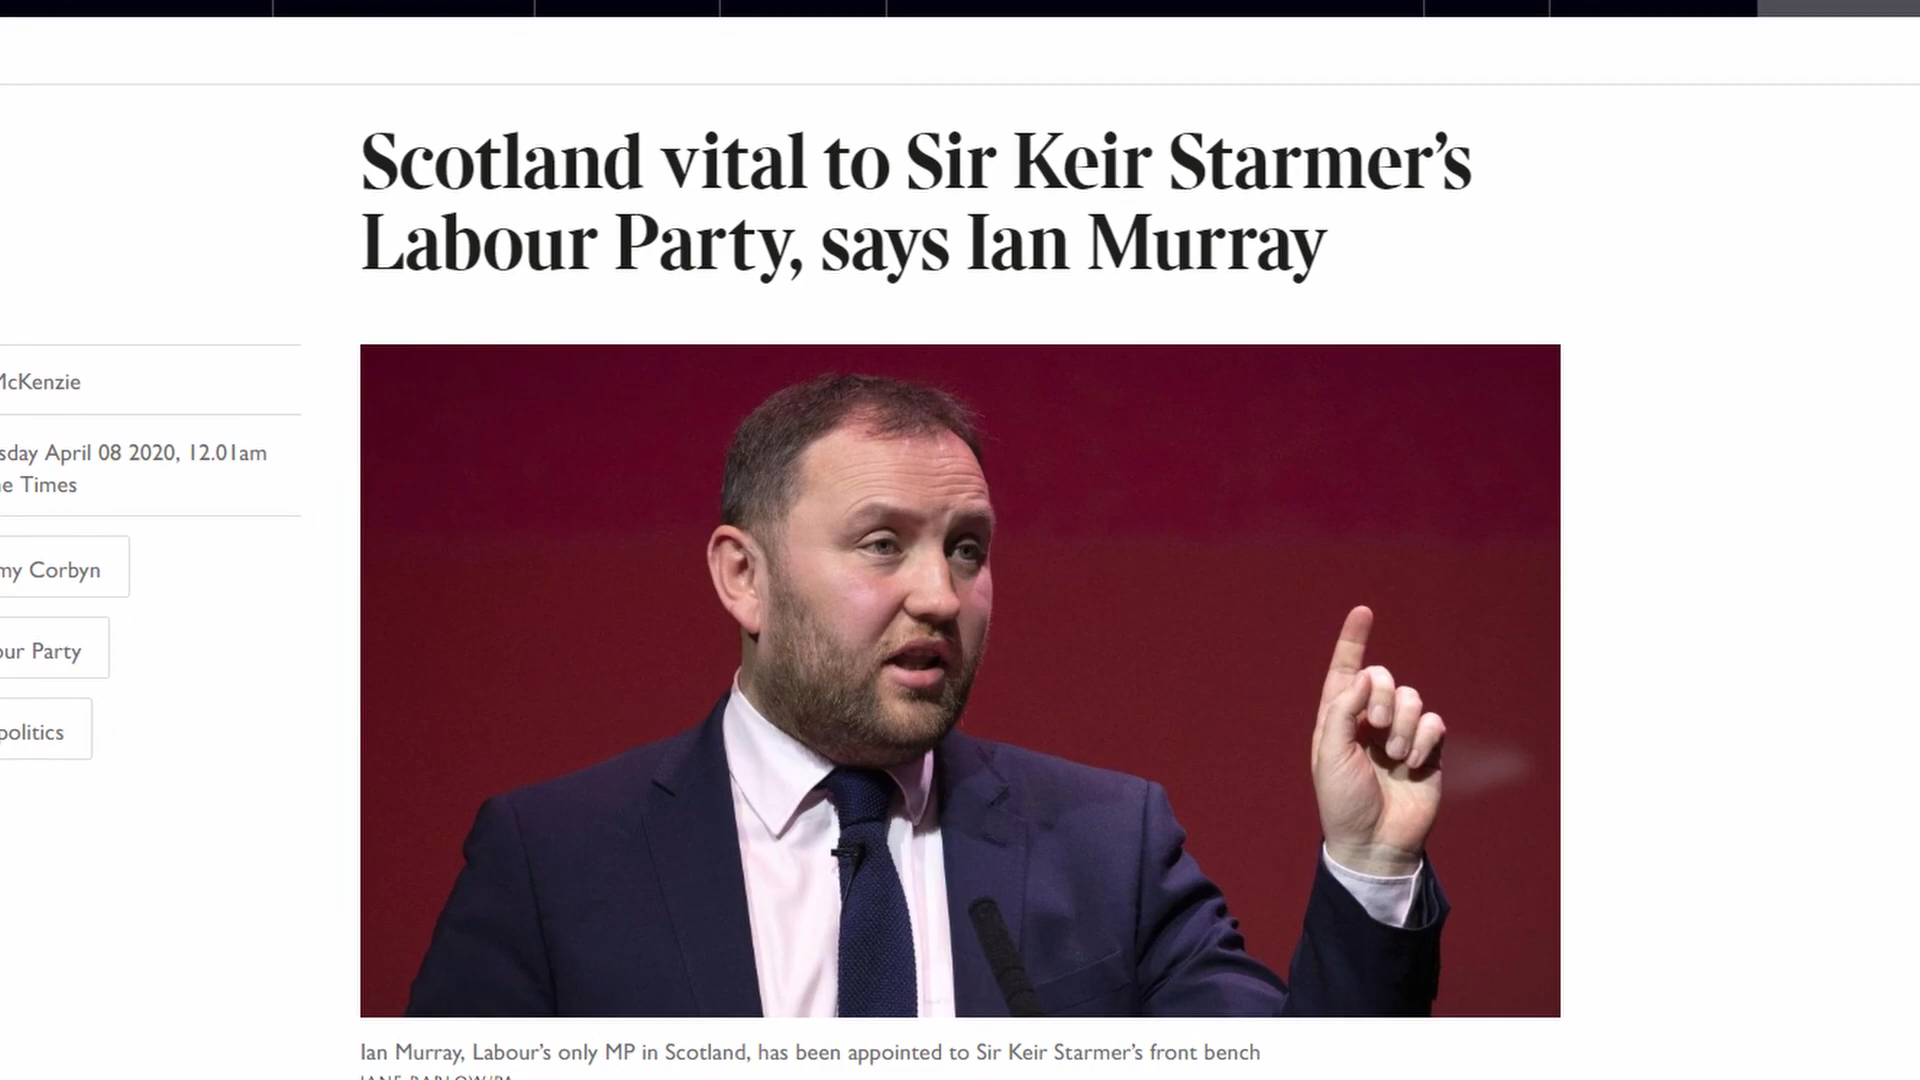 Scotland vital to Sir Keir Starmer’s
Labour Party, says Ian Murray
McKenzie
sday April 08 2020, 12.01am
e Times
my Corbyn
our Party
politics
Ian Murray, Labour’s only MP in Scotland, has been appointed to Sir Keir Starmer’s front bench